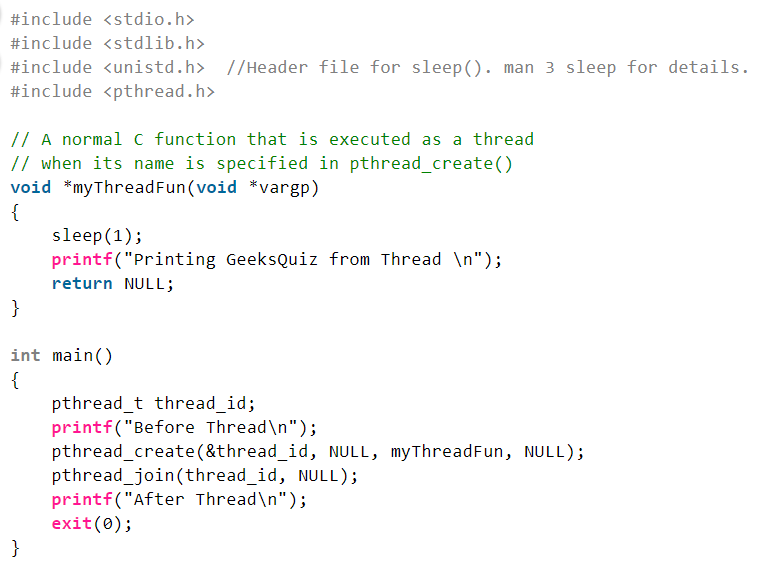 #include <stdio.h>
#include <stdlib.h>
#include <unistd.h>  //Header file for sleep(). man 3 sleep for details.
#include <pthread.h>

// A normal C function that is executed as a thread
// when its name is specified in pthread_create()
void *myThreadFun(void *vargp)
{
    sleep(1);
    printf("Printing GeeksQuiz from Thread \n");
    return NULL;
}

int main()
{
    pthread_t thread_id;
    printf("Before Thread\n");
    pthread_create(&thread_id, NULL, myThreadFun, NULL);
    pthread_join(thread_id, NULL);
    printf("After Thread\n");
    exit(0);
}